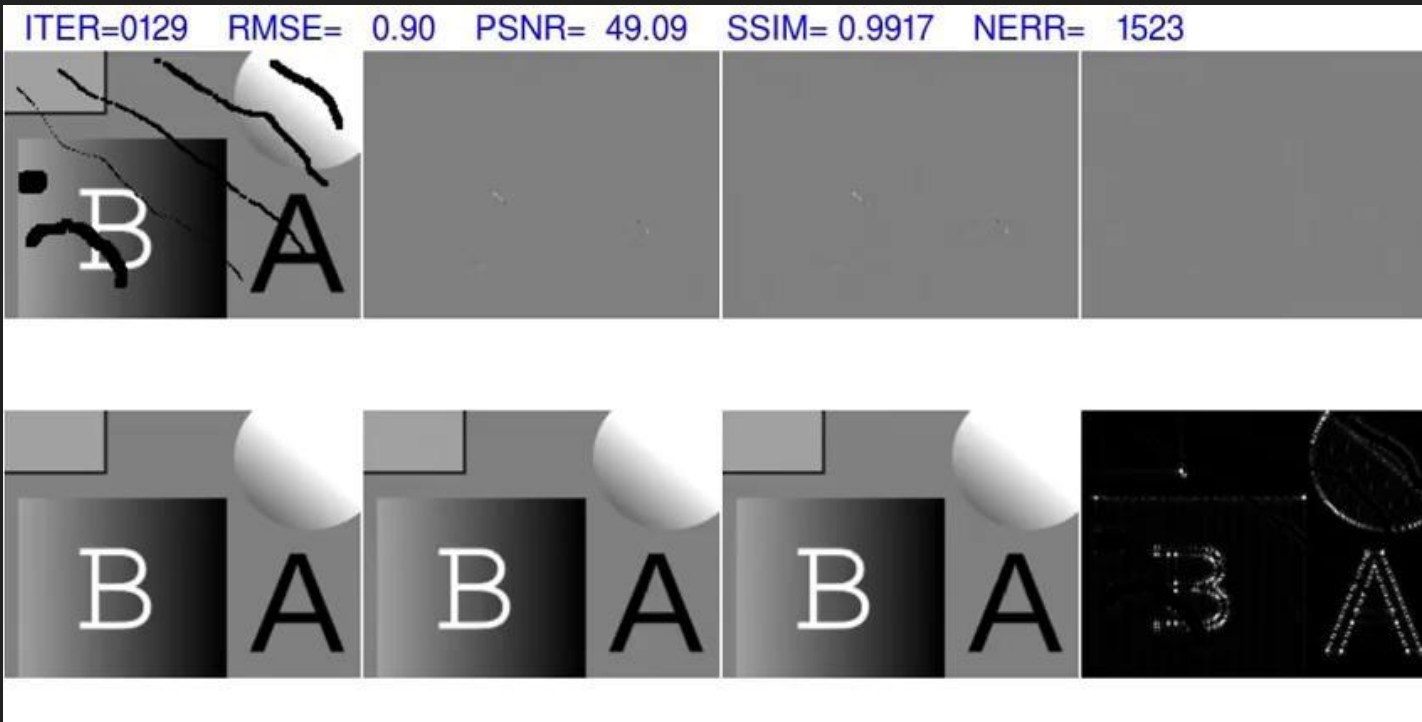 ITER=0129 RMSE= 0.90 PSNR= 49.09 SSIM= 0.9917 NERR= 1523
B A
B A B A B A B A